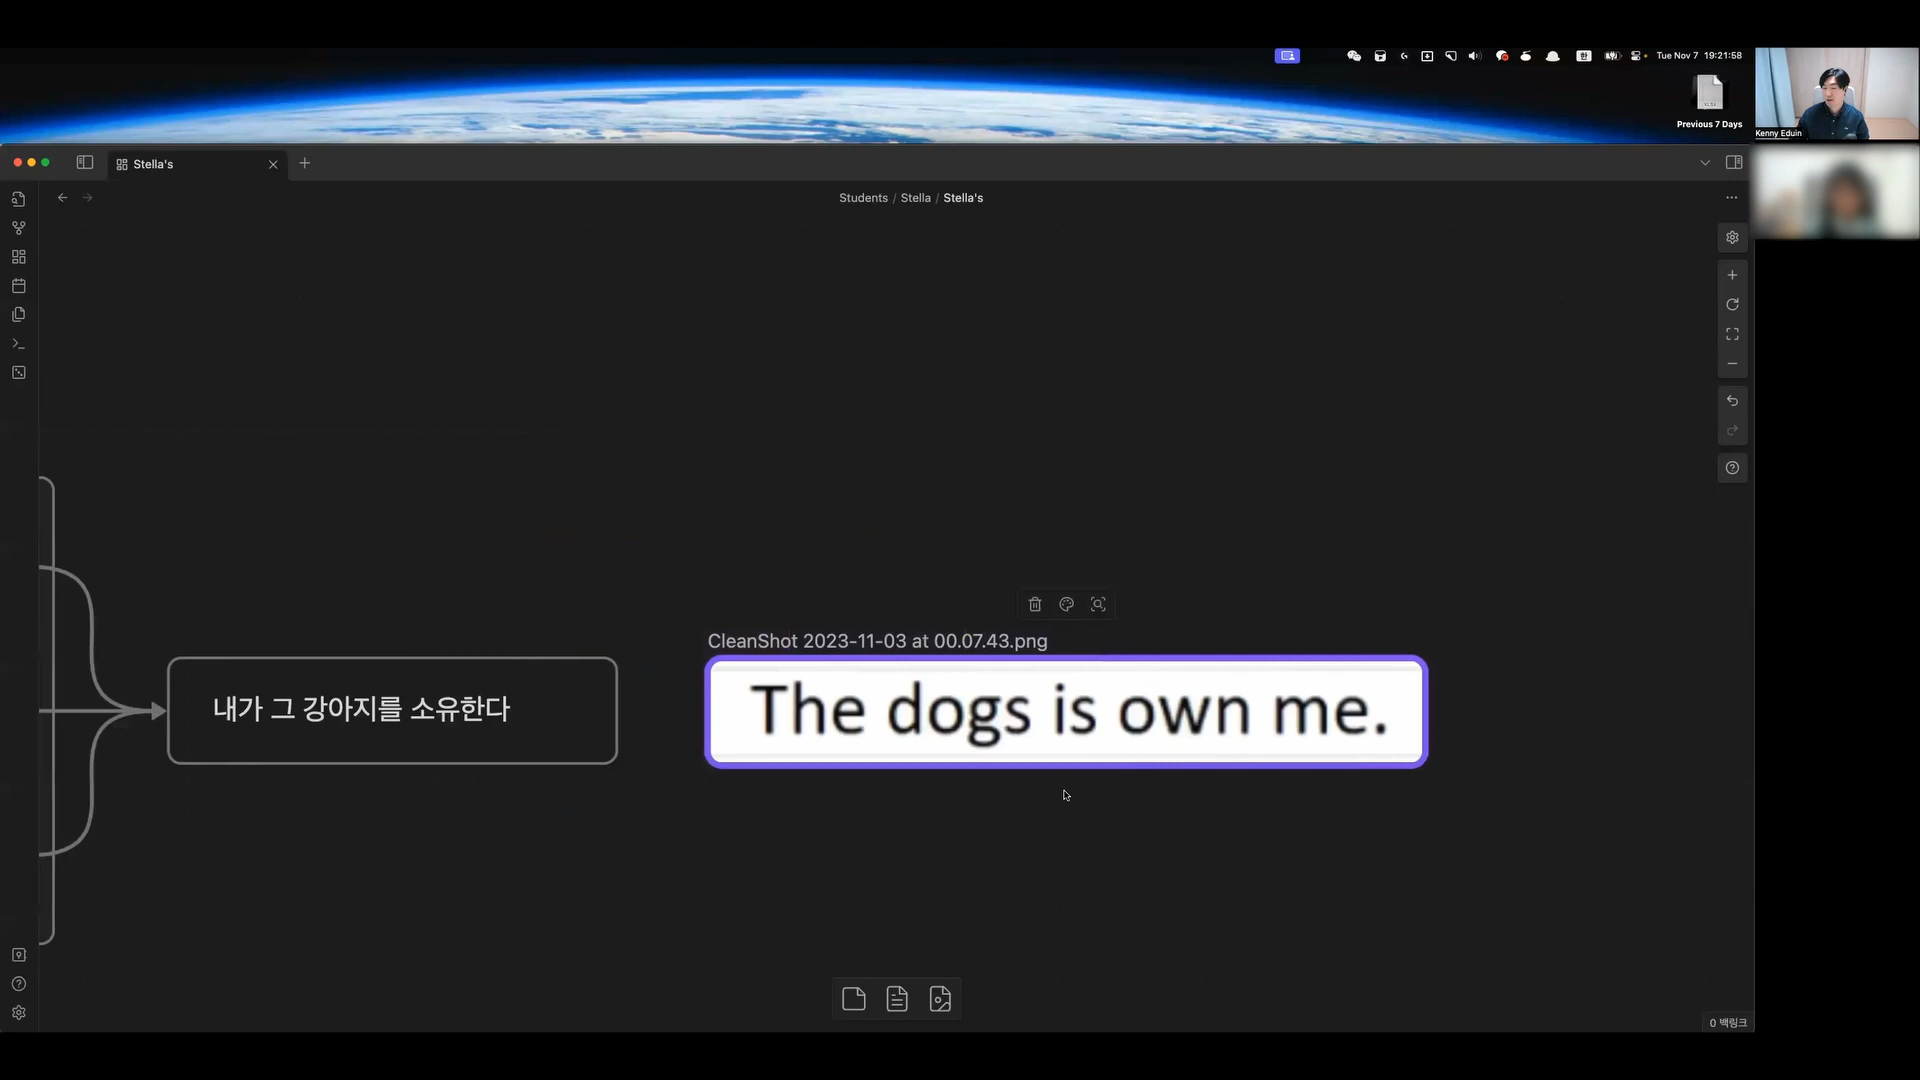 Tue Nov 7 19:21:58
XLSX
Previous 7 Days
Kenny Eduin
Stella's
Students / Stella / Stella's
CleanShot 2023-11-03 at 00.07.43.png
내가 그 강아지를 소유한다
The dogs is own me.
0 백링크